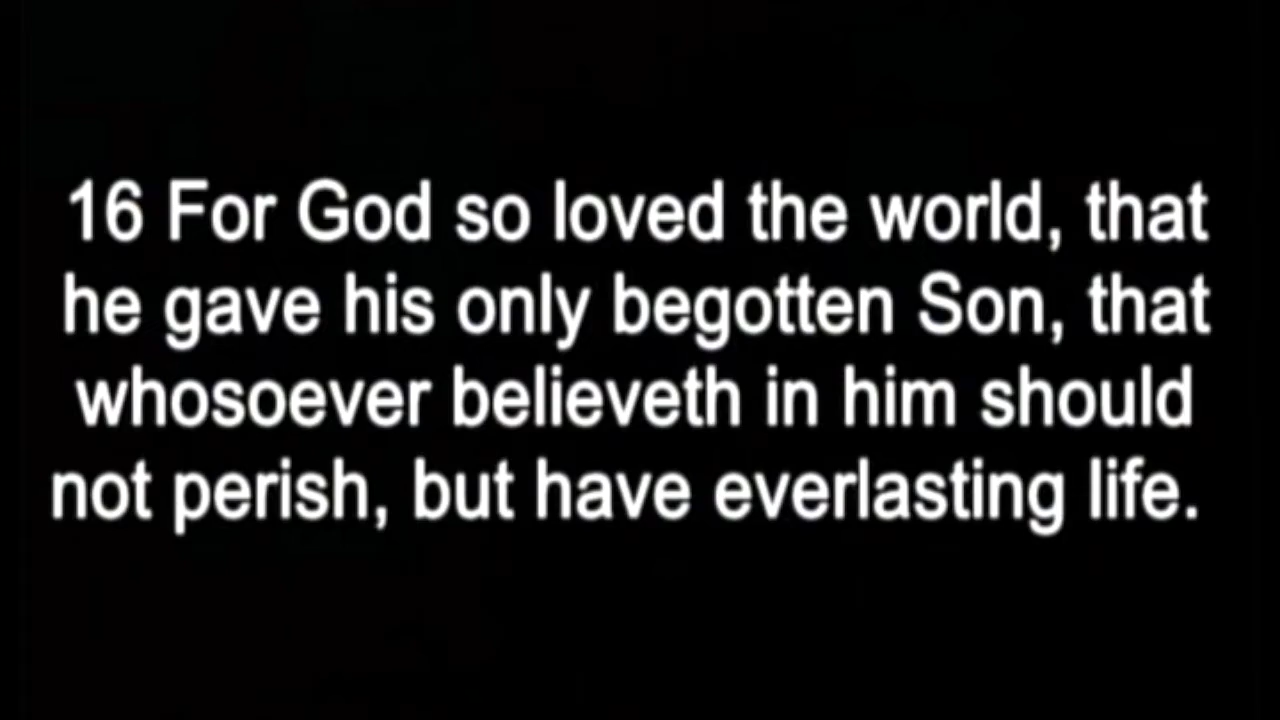 16 For God so loved the world, that
he gave his only begotten Son, that
whosoever believeth in him should
not perish, but have everlasting life.